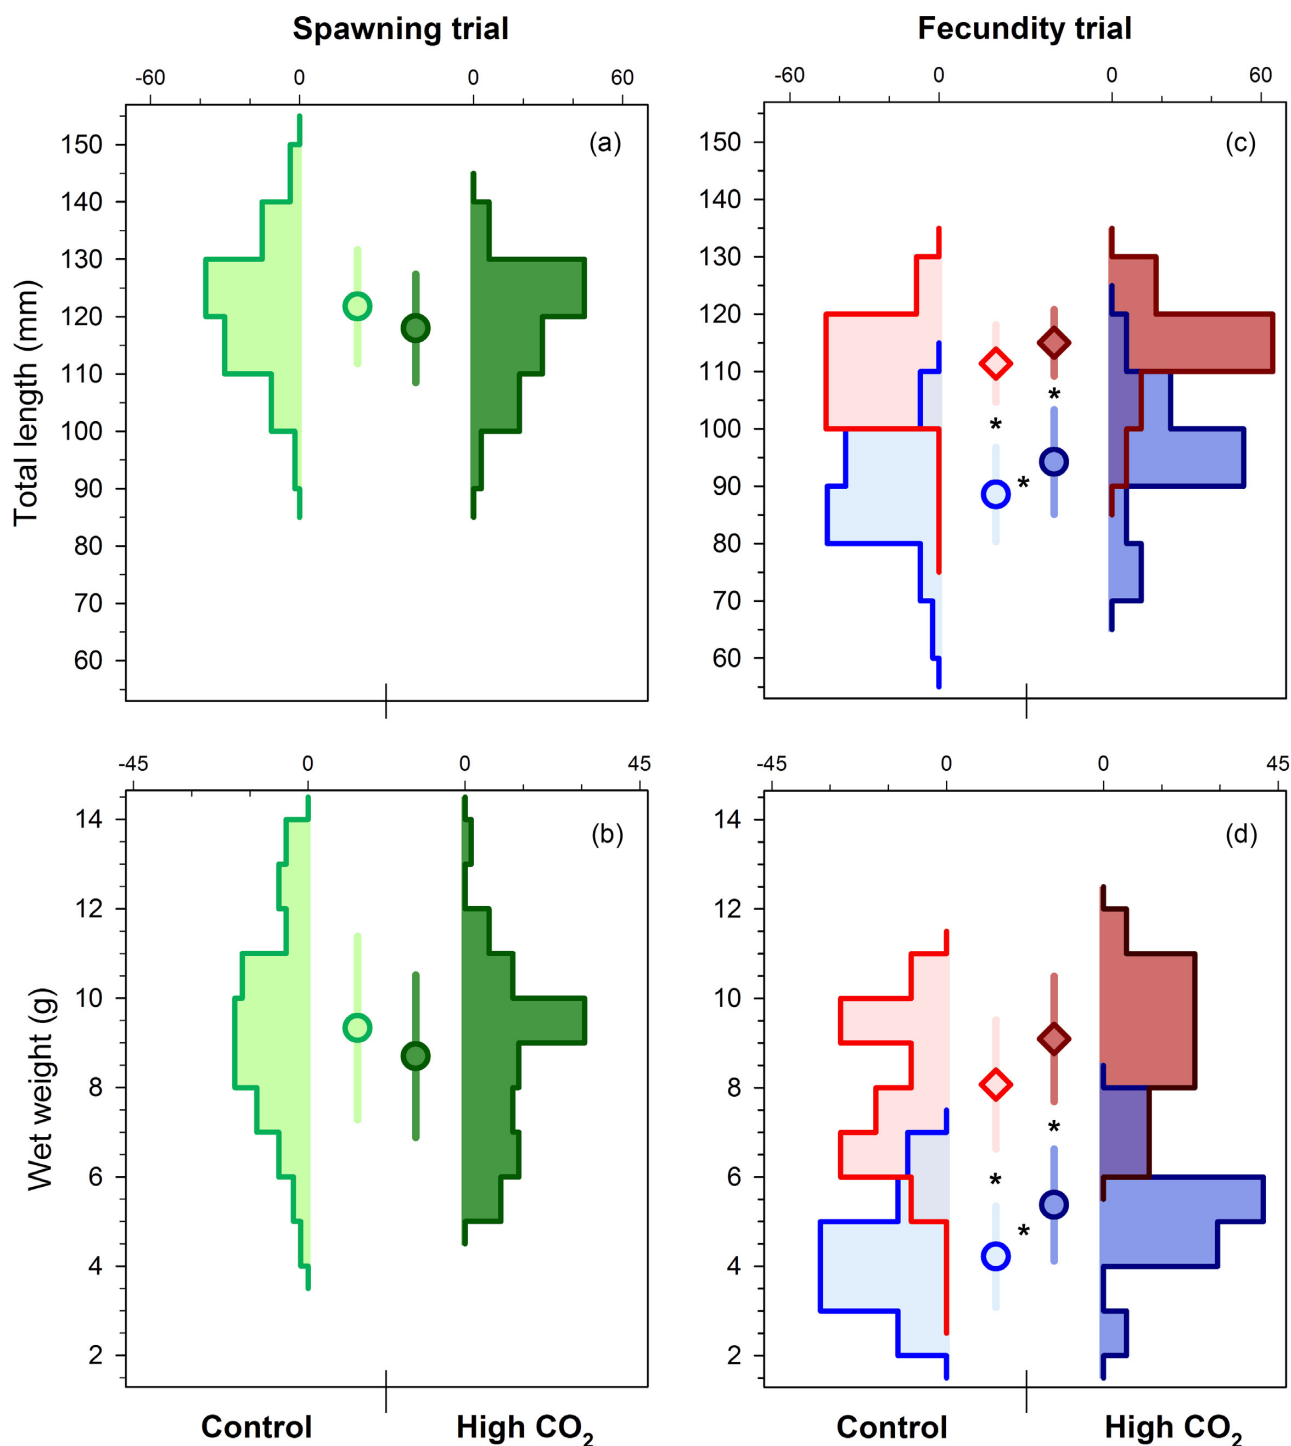 Spawning trial
Fecundity trial
-60 0 0 60
-60 0 0 60
(a)
(c)
Total length (mm)
150
140
130
120
110
100
90
80
70
60
150
140
130
120
110
100
90
80
70
60
*
*
*
-45 0 0 45
-45 0 0 45
(b)
(d)
Wet weight (g)
14
12
10
8
6
4
2
14
12
10
8
6
4
2
*
*
*
Control High CO₂
Control High CO₂